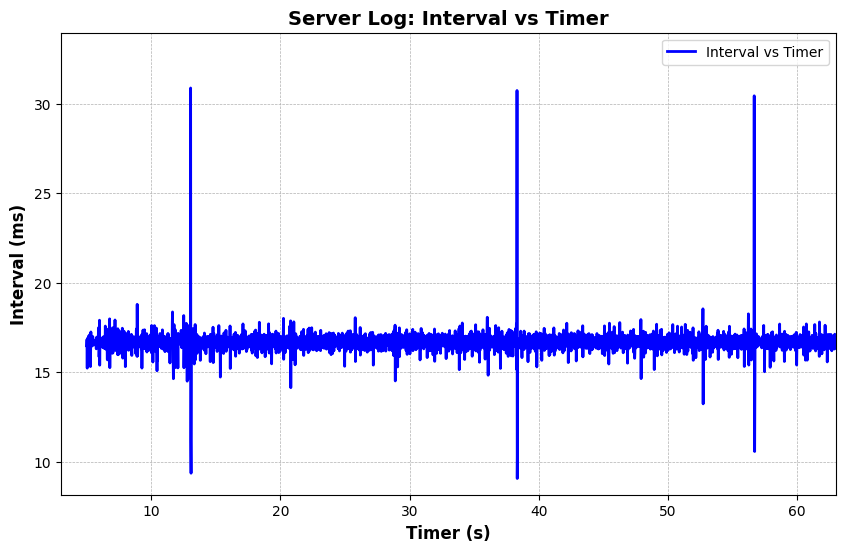 Server Log: Interval vs Timer
Interval vs Timer
Interval (ms)
30
25
20
15
10
10 20 30 40 50 60
Timer (s)